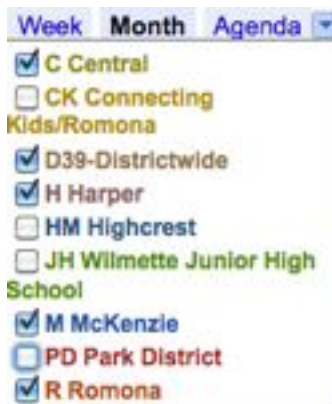 Week Month Agenda
C Central
CK Connecting
Kids/Romona
D39-Districtwide
H Harper
HM Highcrest
JH Wilmette Junior High
School
M McKenzie
PD Park District
R Romona